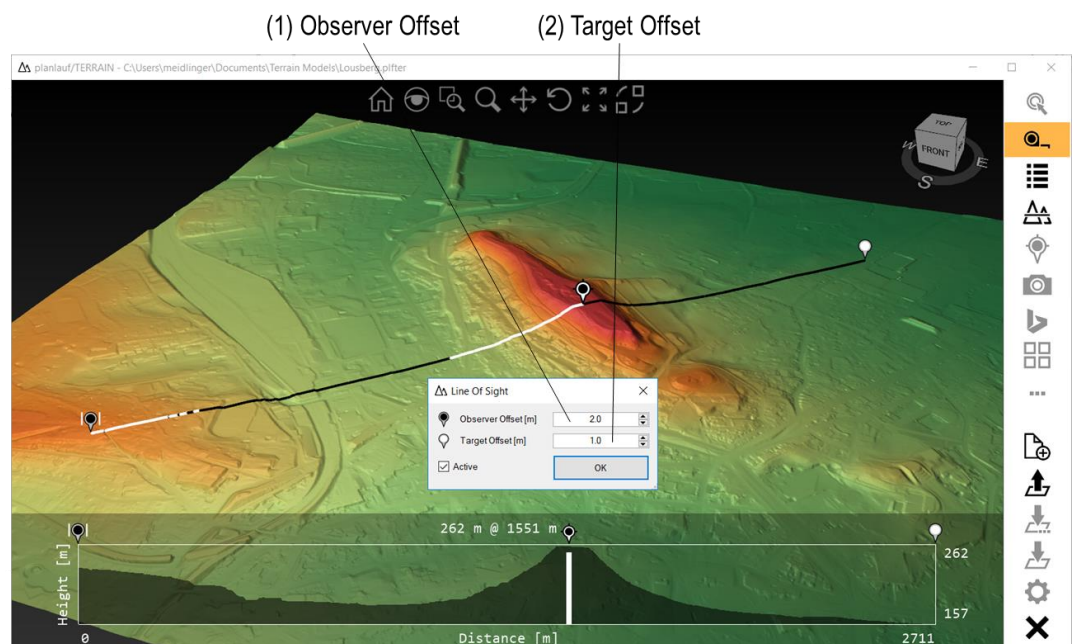 (1) Observer Offset
(2) Target Offset
planlauf/TERRAIN - C:\Users\meidlinger\Documents\Terrain Models\Lousberg.plfter
TOP
FRONT
W
E
S
Line Of Sight
Observer Offset [m]
2.0
Target Offset [m]
1.0
Active
OK
262 m @ 1551 m
Height [m]
262
157
0
Distance [m]
2711